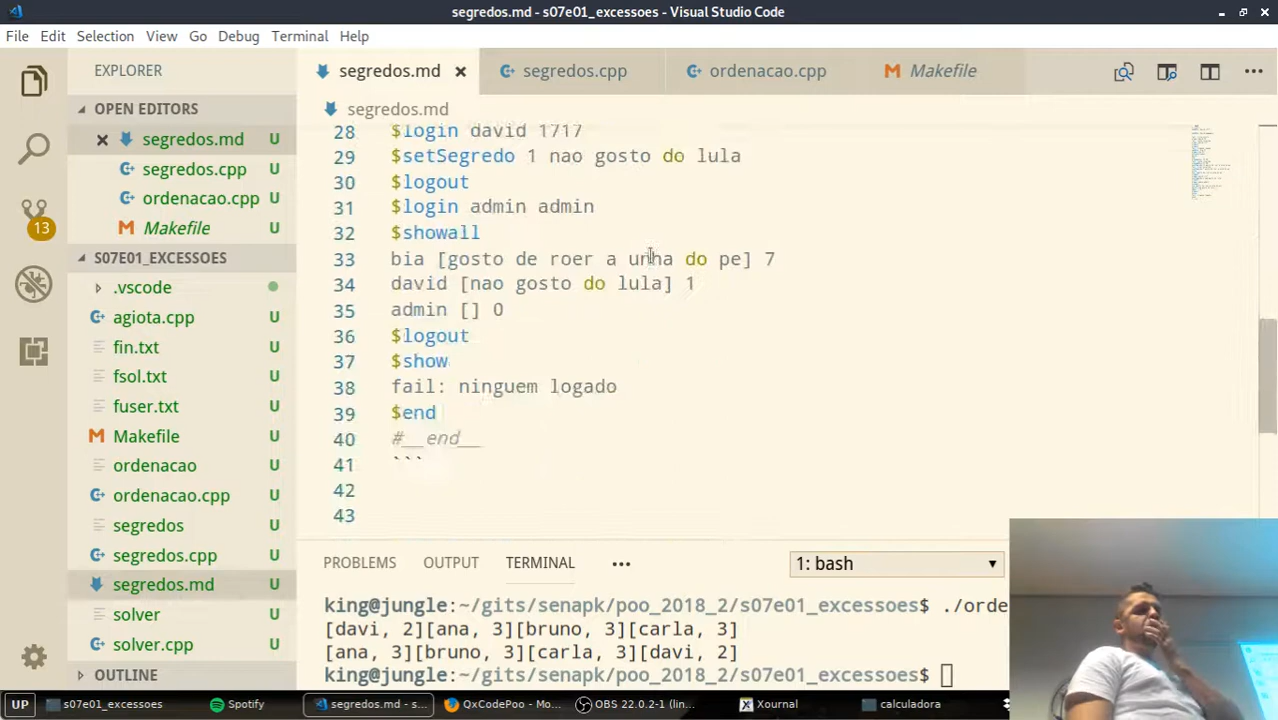 segredos.md - s07e01_excessoes - Visual Studio Code
File Edit Selection View Go Debug Terminal Help
EXPLORER
segredos.md
segredos.cpp
ordenacao.cpp
Makefile
OPEN EDITORS
segredos.md U
segredos.cpp U
ordenacao.cpp U
Makefile U
13
S07E01_EXCESSOES
.vscode
agiota.cpp U
fin.txt U
fsol.txt U
fuser.txt U
Makefile U
ordenacao U
ordenacao.cpp U
segredos U
segredos.cpp U
segredos.md U
solver U
solver.cpp U
OUTLINE
segredos.md
28 $login david 1717
29 $setSegredo 1 nao gosto do lula
30 $logout
31 $login admin admin
32 $showall
33 bia [gosto de roer a unha do pe] 7
34 david [nao gosto do lula] 1
35 admin [] 0
36 $logout
37 $show
38 fail: ninguem logado
39 $end
40 #__end__
41 ```
42
43
PROBLEMS OUTPUT TERMINAL ••• 1: bash
king@jungle:~/gits/senapk/poo_2018_2/s07e01_excessoes$ ./orde
[davi, 2][ana, 3][bruno, 3][carla, 3]
[ana, 3][bruno, 3][carla, 3][davi, 2]
king@jungle:~/gits/senapk/poo_2018_2/s07e01_excessoes$
UP s07e01_excessoes Spotify segredos.md - s... QxCodePoo - Mo... OBS 22.0.2-1 (lin... Xournal calculadora